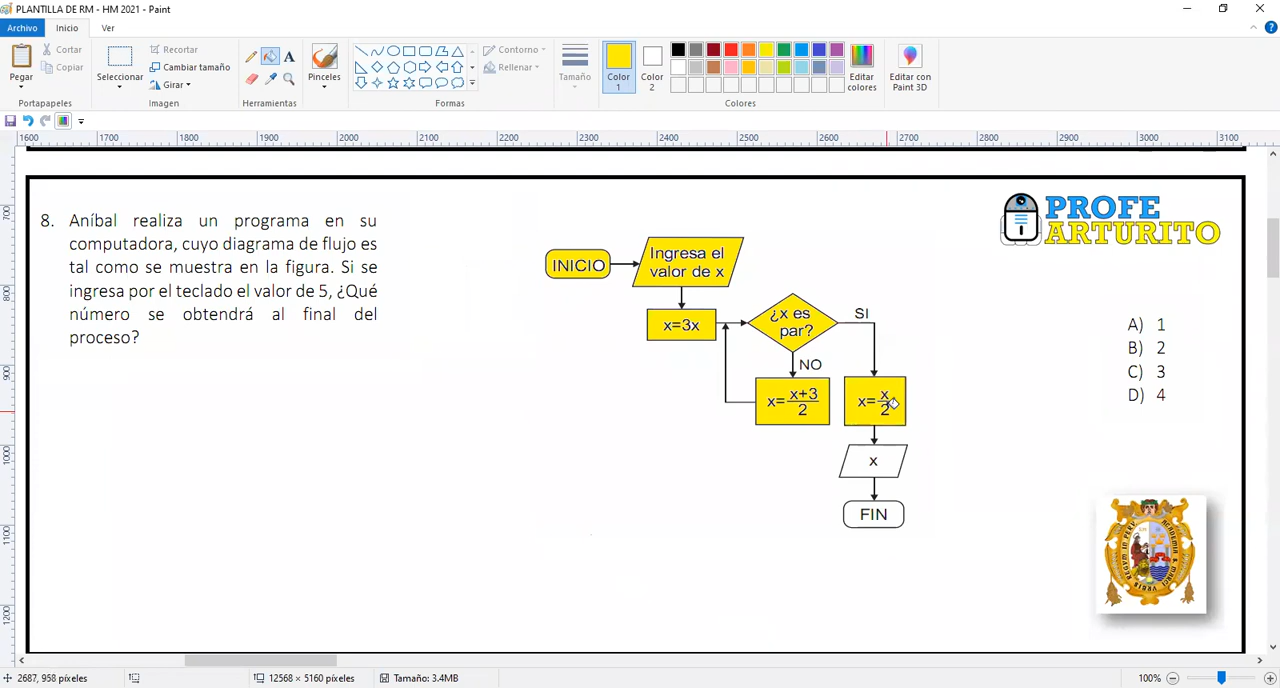 PLANTILLA DE RM - HM 2021 - Paint
Archivo Inicio Ver
Pegar
Cortar
Copiar
Portapapeles
Seleccionar
Recortar
Cambiar tamaño
Girar
Imagen
A
Herramientas
Pinceles
Contorno
Rellenar
Formas
Tamaño
Color 1
Color 2
Editar colores
Colores
Editar con Paint 3D
1600 1700 1800 1900 2000 2100 2200 2300 2400 2500 2600 2700 2800 2900 3000 3100
700
800
900
1000
1100
1200
8. Aníbal realiza un programa en su
computadora, cuyo diagrama de flujo es
tal como se muestra en la figura. Si se
ingresa por el teclado el valor de 5, ¿Qué
número se obtendrá al final del
proceso?
INICIO
Ingresa el
valor de x
x=3x
¿x es
par?
SI
NO
x=x+3/2
x=x/2
x
FIN
PROFE
ARTURITO
A) 1
B) 2
C) 3
D) 4
2687, 958 píxeles
12568 × 5160 píxeles
Tamaño: 3.4MB
100%